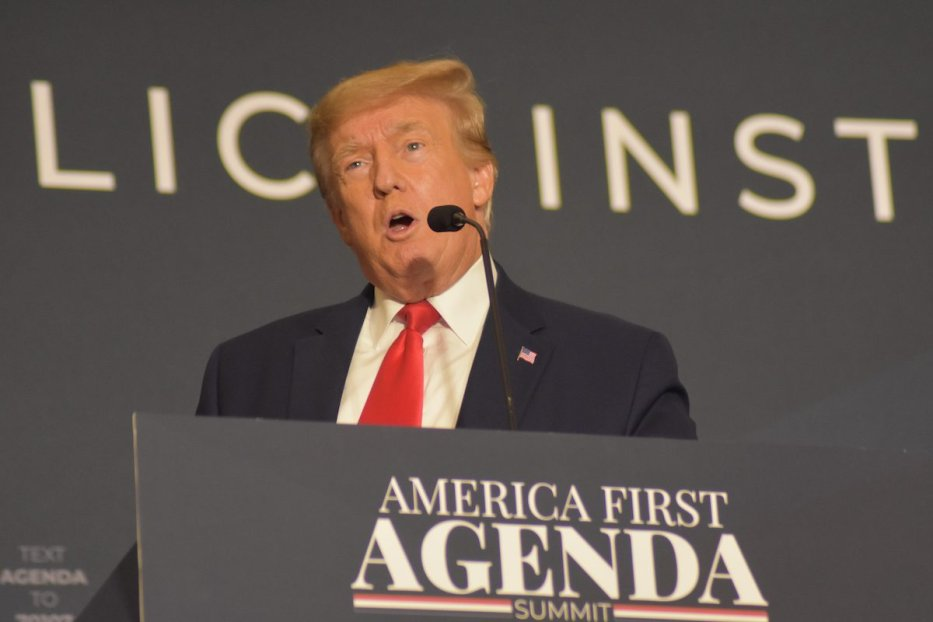 LIC INST
AMERICA FIRST
AGENDA
SUMMIT
TEXT
AGENDA
TO